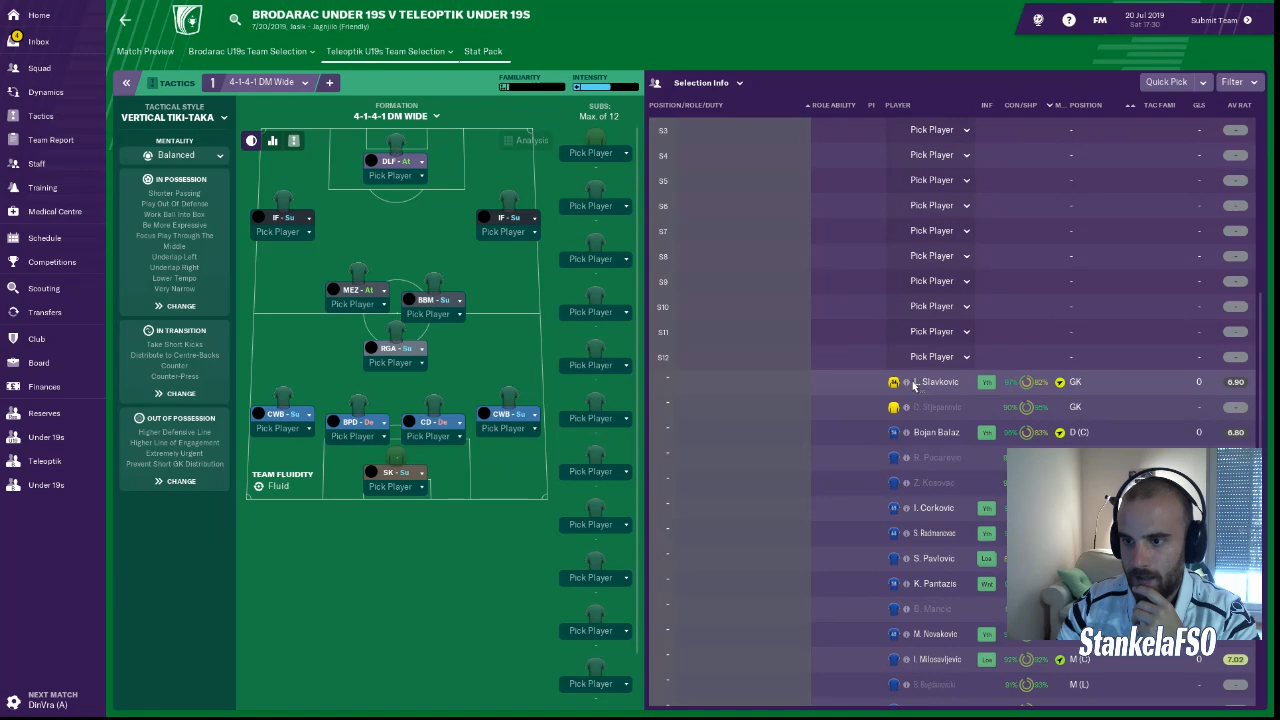 BRODARAC UNDER 19S V TELEOPTIK UNDER 19S
7/20/2019, Jasik - Jagnjilo (Friendly)
FM
20 Jul 2019
Sat 17:30
Submit Team
Home
4
Inbox
Squad
Dynamics
Tactics
Team Report
Staff
Training
Medical Centre
Schedule
Competitions
Scouting
Transfers
Club
Board
Finances
Reserves
Under 19s
Teleoptik
Under 19s
NEXT MATCH
DinVra (A)
Match Preview
Brodarac U19s Team Selection
Teleoptik U19s Team Selection
Stat Pack
TACTICS
1
4-1-4-1 DM Wide
FAMILIARITY
INTENSITY
TACTICAL STYLE
VERTICAL TIKI-TAKA
MENTALITY
Balanced
IN POSSESSION
Shorter Passing
Play Out Of Defense
Work Ball Into Box
Be More Expressive
Focus Play Through The
Middle
Underlap Left
Underlap Right
Lower Tempo
Very Narrow
CHANGE
IN TRANSITION
Take Short Kicks
Distribute to Centre-Backs
Counter
Counter-Press
CHANGE
OUT OF POSSESSION
Higher Defensive Line
Higher Line of Engagement
Extremely Urgent
Prevent Short GK Distribution
CHANGE
FORMATION
4-1-4-1 DM WIDE
Analysis
DLF - At
Pick Player
IF - Su
Pick Player
IF - Su
Pick Player
MEZ - At
Pick Player
BBM - Su
Pick Player
RGA - Su
Pick Player
CWB - Su
Pick Player
BPD - De
Pick Player
CD - De
Pick Player
CWB - Su
Pick Player
SK - Su
Pick Player
TEAM FLUIDITY
Fluid
SUBS:
Max. of 12
Pick Player
Pick Player
Pick Player
Pick Player
Pick Player
Pick Player
Pick Player
Pick Player
Pick Player
Pick Player
Pick Player
Selection Info
Quick Pick
Filter
POSITION/ROLE/DUTY ROLE ABILITY PI PLAYER INF CON/SHP M... POSITION TAC FAMI GLS AV RAT
S3 Pick Player - - -
S4 Pick Player - - -
S5 Pick Player - - -
S6 Pick Player - - -
S7 Pick Player - - -
S8 Pick Player - - -
S9 Pick Player - - -
S10 Pick Player - - -
S11 Pick Player - - -
S12 Pick Player - - -
- Slavkovic Yth 97% 82% GK 0 6.90
- GK - -
- Bojan Balaz Yth 83% D (C) 0 6.80
- R. Pucarevic
- Z. Kosovac
- I. Corkovic Yth
- S. Radmanovac Yth
- S. Pavlovic Loa
- K. Pantazis Wnt
- B. Mancic
- M. Novakovic Yth
- I. Milosavljevic Loa 92% 92% M (C) 0 7.02
- 91% 93% M (L) - -
StankelaFSO